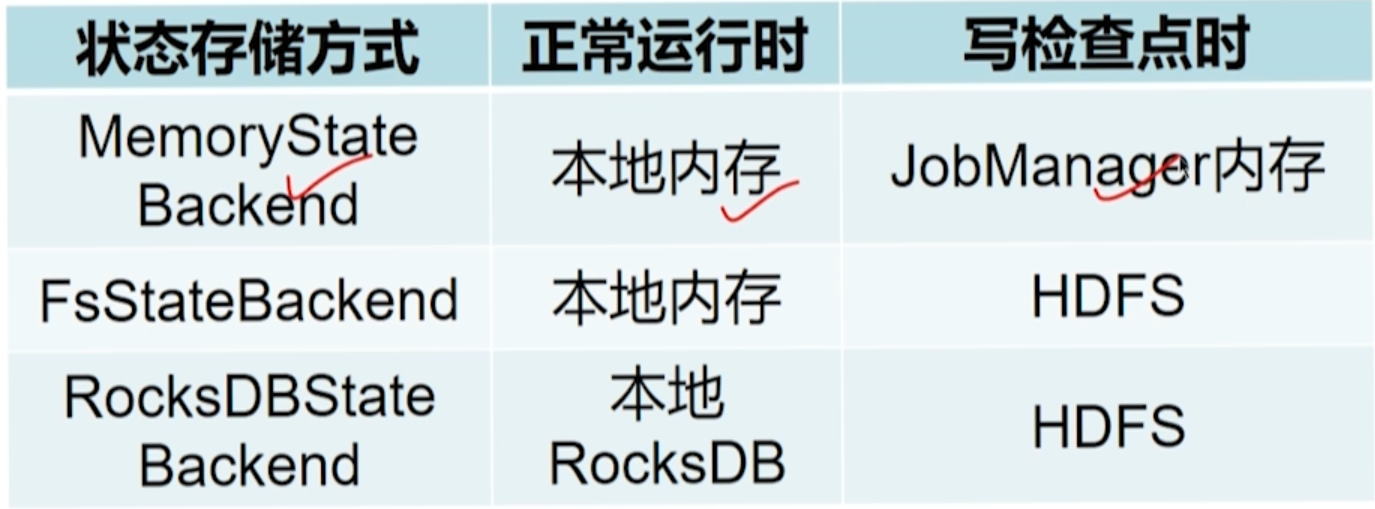 状态存储方式 正常运行时 写检查点时
MemoryState
Backend
本地内存
JobManager内存
FsStateBackend 本地内存 HDFS
RocksDBState
Backend
本地
RocksDB
HDFS